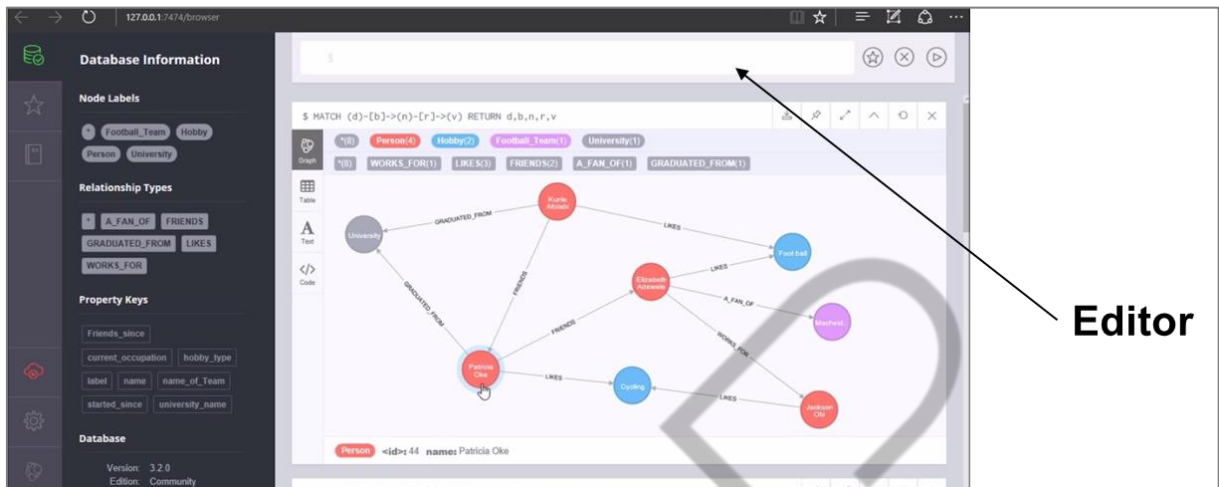 127.0.0.1:7474/browser
Database Information
$
Node Labels
* Football_Team Hobby
Person University
$ MATCH (d)-[b]->(n)-[r]->(v) RETURN d,b,n,r,v
*(8) Person(4) Hobby(2) Football_Team(1) University(1)
Graph
*(8) WORKS_FOR(1) LIKES(3) FRIENDS(2) A_FAN_OF(1) GRADUATED_FROM(1)
Relationship Types
* A_FAN_OF FRIENDS
GRADUATED_FROM LIKES
WORKS_FOR
Table
Text
Code
Kunle
GRADUATED_FROM
LIKES
University
Foot ball
FRIENDS
LIKES
Elizabeth
Adewale
GRADUATED_FROM
A_FAN_OF
FRIENDS
WORKS_FOR
Patricia
Oke
LIKES
Cycling
LIKES
Jackson
Obi
Property Keys
Friends_since
current_occupation hobby_type
label name name_of_Team
started_since university_name
Database
Version: 3.2.0
Edition: Community
Person <id>: 44 name: Patricia Oke
Editor